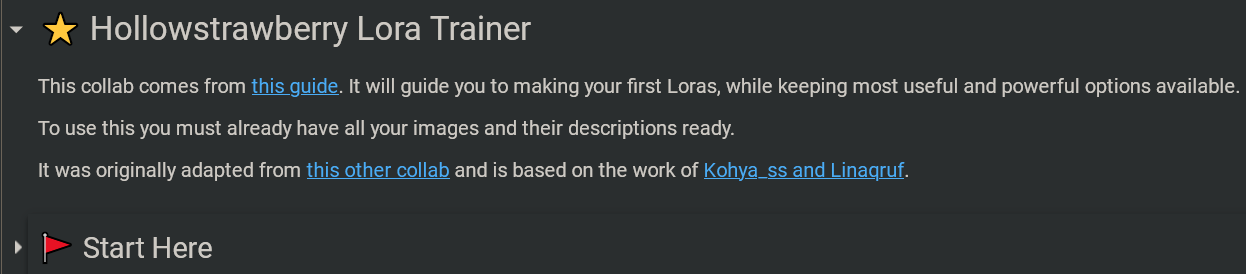 Hollowstrawberry Lora Trainer
This collab comes from this guide. It will guide you to making your first Loras, while keeping most useful and powerful options available.
To use this you must already have all your images and their descriptions ready.
It was originally adapted from this other collab and is based on the work of Kohya_ss and Linaqruf.
Start Here